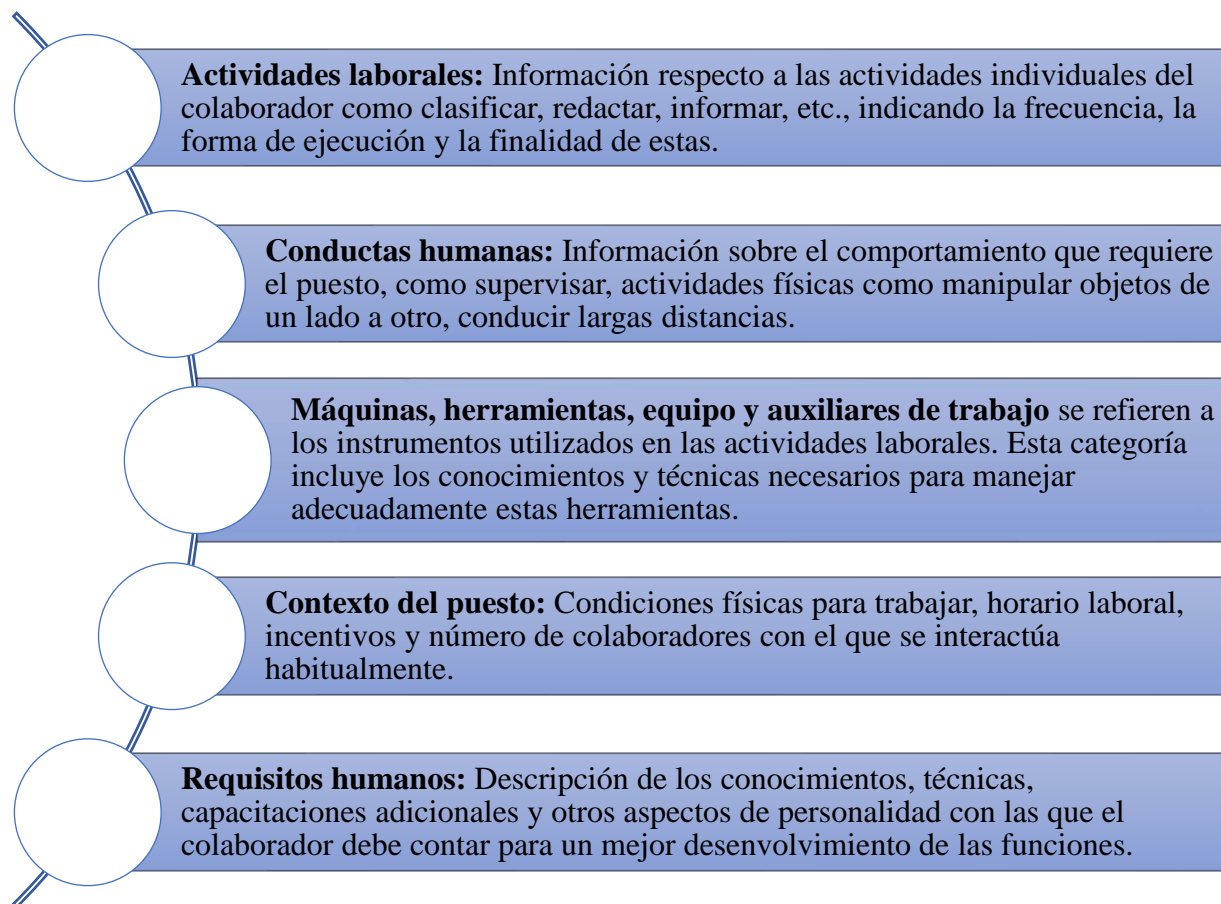 Actividades laborales: Información respecto a las actividades individuales del
colaborador como clasificar, redactar, informar, etc., indicando la frecuencia, la
forma de ejecución y la finalidad de estas.
Conductas humanas: Información sobre el comportamiento que requiere
el puesto, como supervisar, actividades físicas como manipular objetos de
un lado a otro, conducir largas distancias.
Máquinas, herramientas, equipo y auxiliares de trabajo se refieren a
los instrumentos utilizados en las actividades laborales. Esta categoría
incluye los conocimientos y técnicas necesarios para manejar
adecuadamente estas herramientas.
Contexto del puesto: Condiciones físicas para trabajar, horario laboral,
incentivos y número de colaboradores con el que se interactúa
habitualmente.
Requisitos humanos: Descripción de los conocimientos, técnicas,
capacitaciones adicionales y otros aspectos de personalidad con las que el
colaborador debe contar para un mejor desenvolvimiento de las funciones.